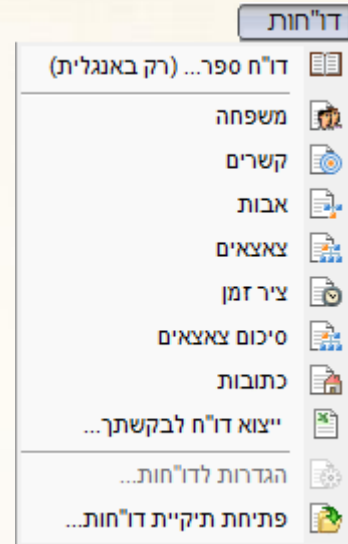 דו"חות
דו"ח ספר... (רק באנגלית)
משפחה
קשרים
אבות
צאצאים
ציר זמן
סיכום צאצאים
כתובות
ייצוא דו"ח לבקשתך...
הגדרות לדו"חות...
פתיחת תיקיית דו"חות...